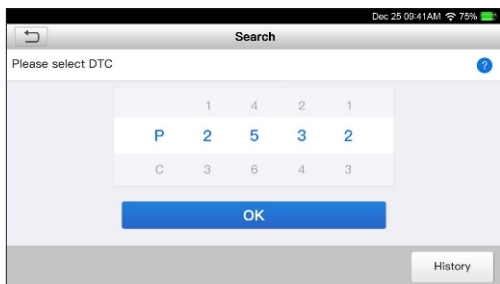 Dec 25 09:41AM 75%
Search
Please select DTC
?
1 4 2 1
P 2 5 3 2
C 3 6 4 3
OK
History